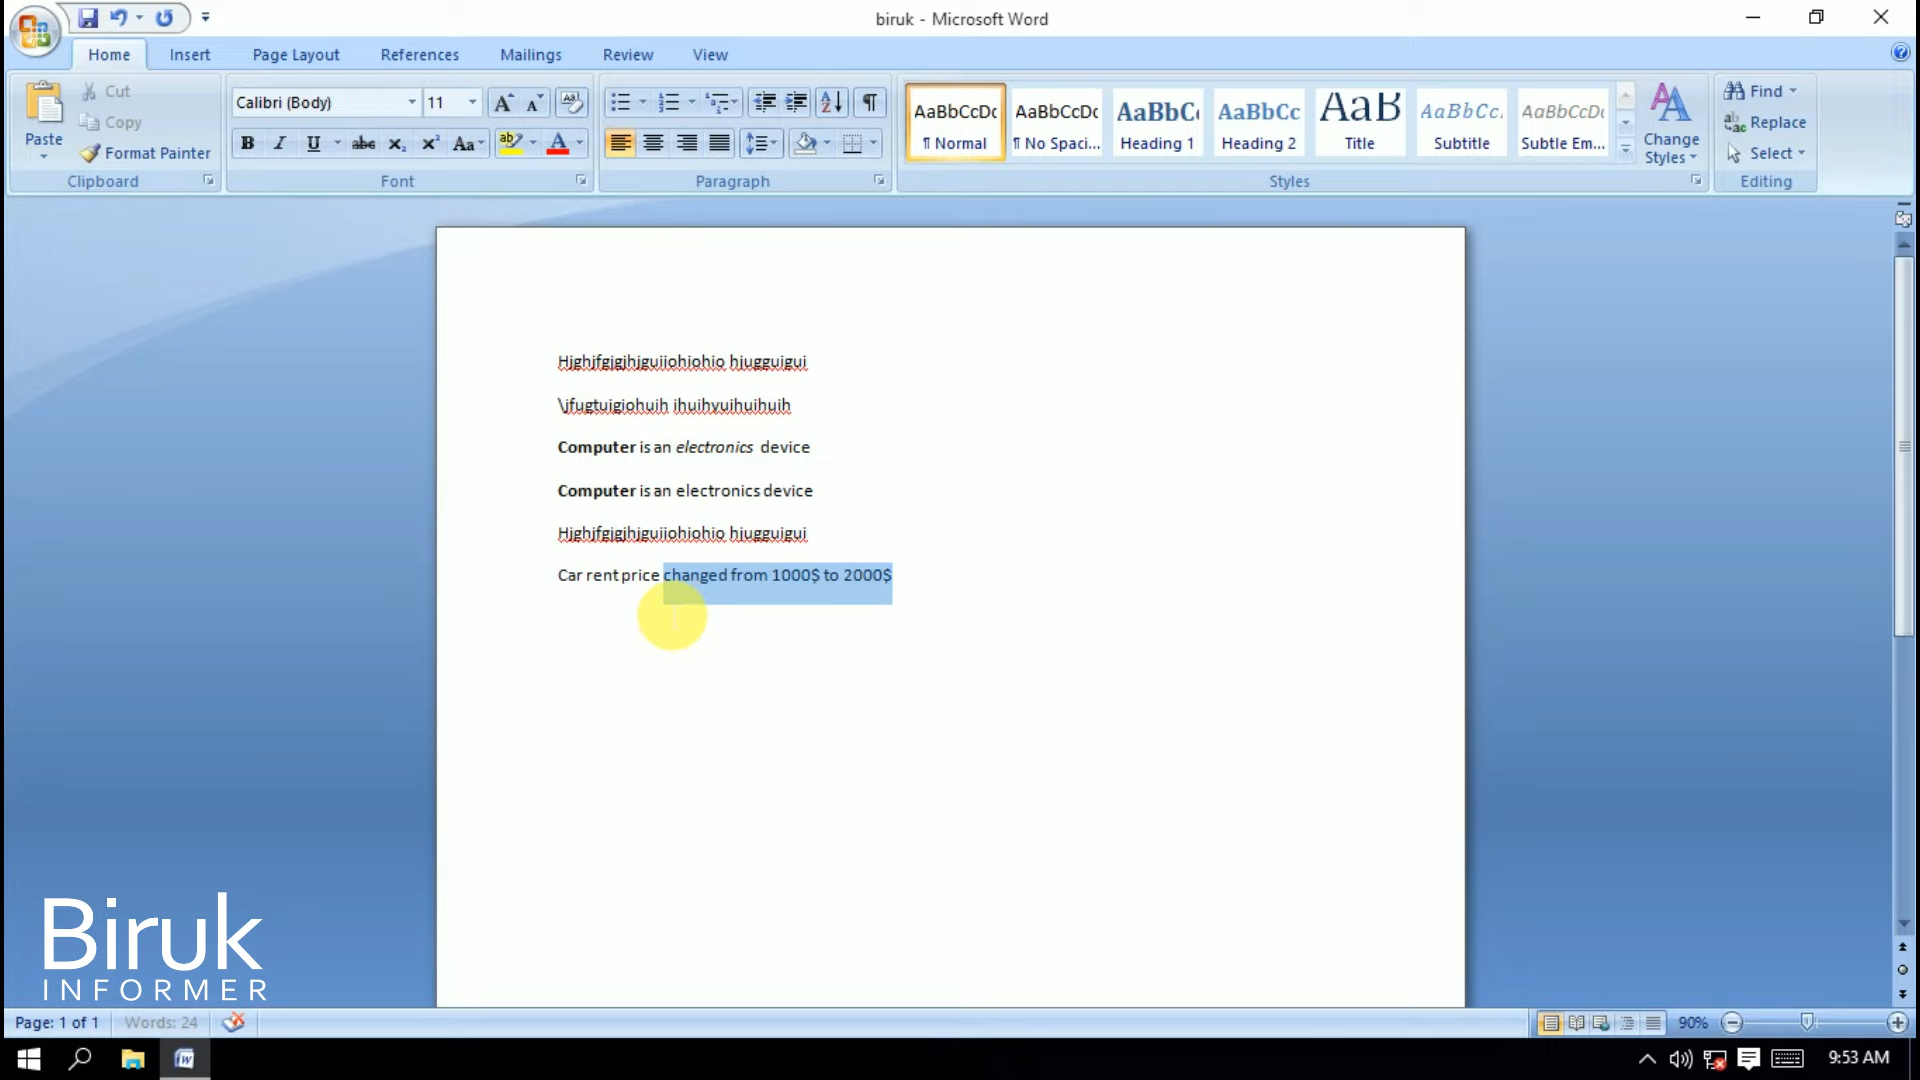 biruk - Microsoft Word
Home Insert Page Layout References Mailings Review View
Paste
Cut
Copy
Format Painter
Clipboard
Calibri (Body) 11
Font
Paragraph
AaBbCcDc AaBbCcDc AaBbC AaBbCc AaB AaBbCc. AaBbCcDc
¶ Normal ¶ No Spaci... Heading 1 Heading 2 Title Subtitle Subtle Em...
Change Styles
Styles
Find
Replace
Select
Editing
Hjghjfgjgjhjguiiohiohio hjugguigui
\jfugtuigiohuih ihuihyuihuihuih
Computer is an electronics device
Computer is an electronics device
Hjghjfgjgjhjguiiohiohio hjugguigui
Car rent price changed from 1000$ to 2000$
Biruk
INFORMER
Page: 1 of 1 Words: 24 90%
9:53 AM